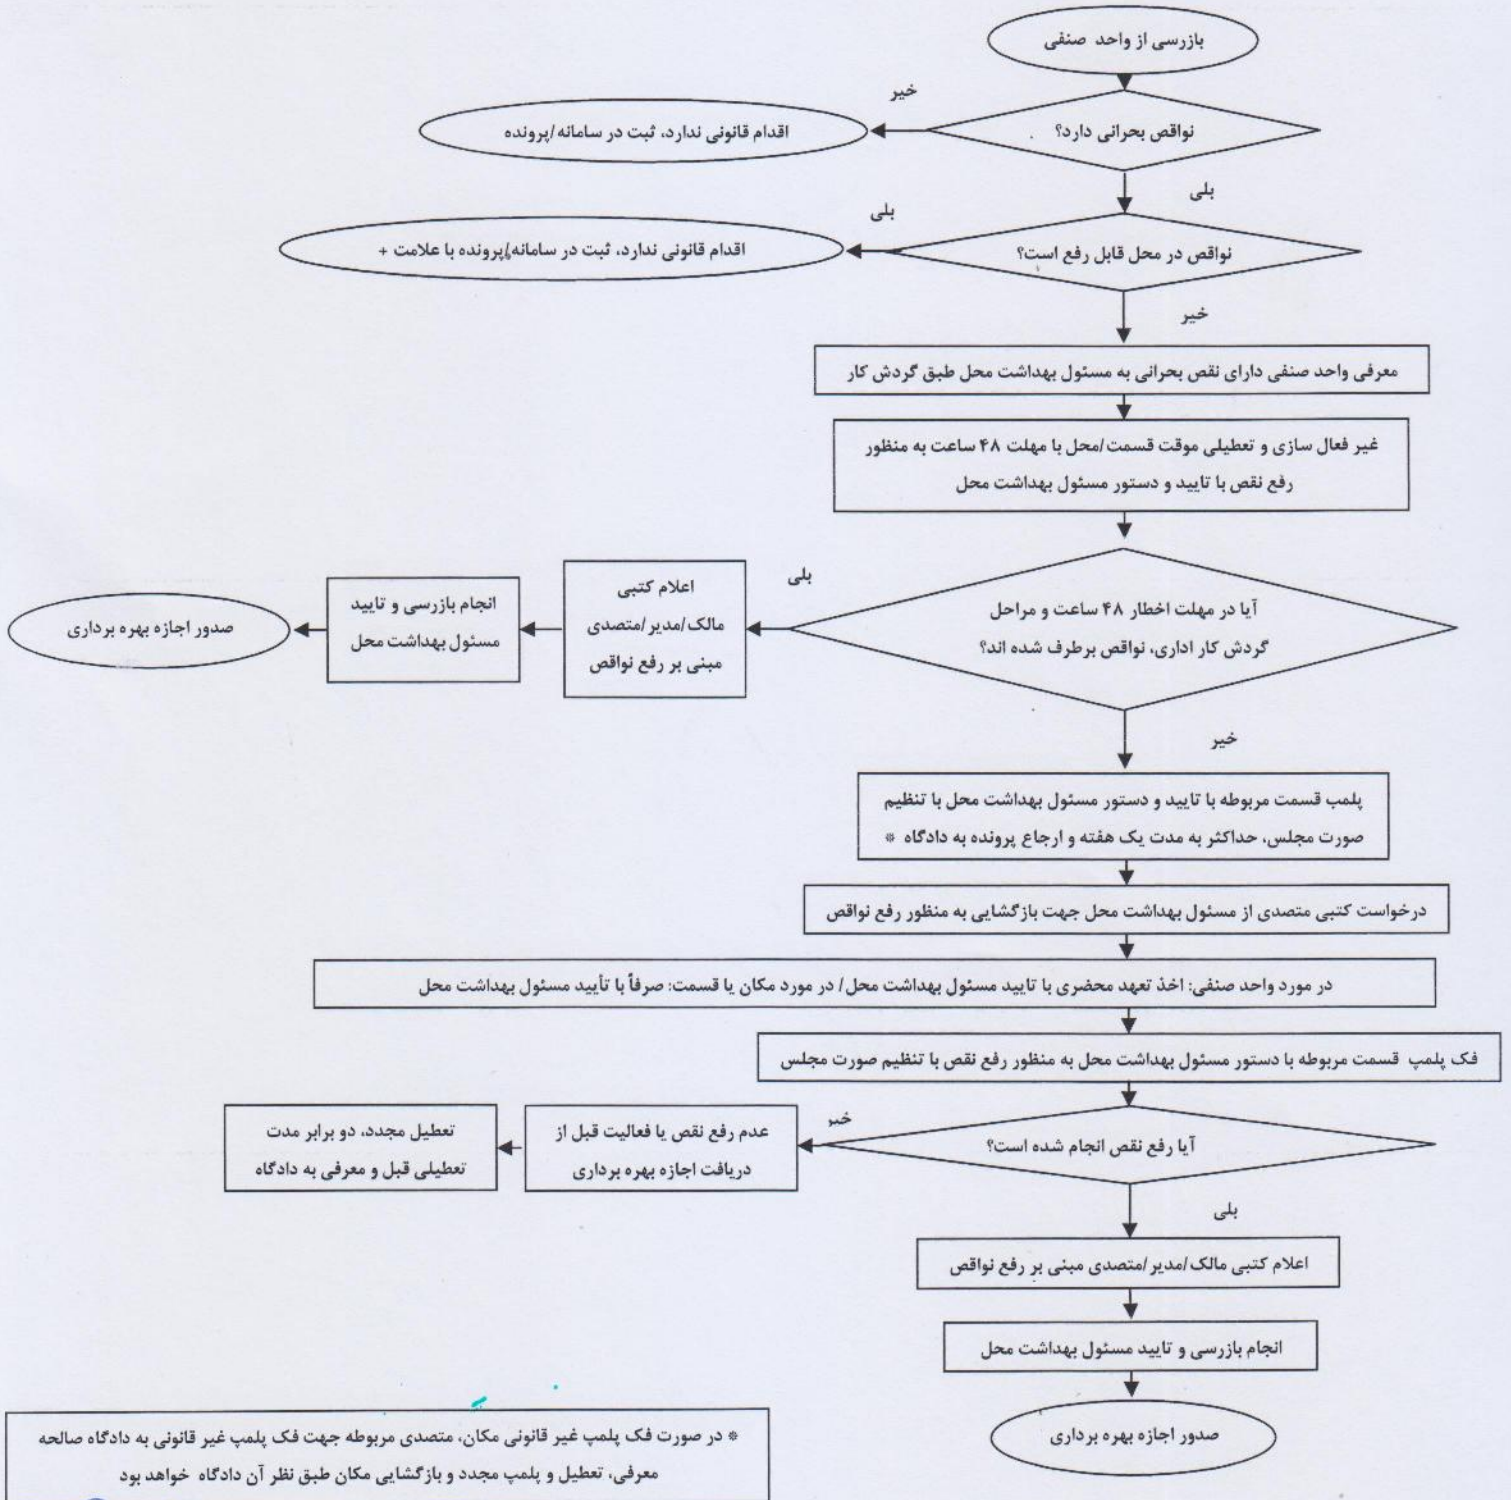 بازرسی از واحد صنفی
خیر
نواقص بحرانی دارد؟
اقدام قانونی ندارد، ثبت در سامانه/پرونده
بلی
بلی
نواقص در محل قابل رفع است؟
اقدام قانونی ندارد، ثبت در سامانه/پرونده با علامت +
خیر
معرفی واحد صنفی دارای نقص بحرانی به مسئول بهداشت محل طبق گردش کار
غیر فعال سازی و تعطیلی موقت قسمت/محل با مهلت ۴۸ ساعت به منظور
رفع نقص با تایید و دستور مسئول بهداشت محل
آیا در مهلت اخطار ۴۸ ساعت و مراحل
گردش کار اداری، نواقص برطرف شده اند؟
بلی
اعلام کتبی
مالک/مدیر/متصدی
مبنی بر رفع نواقص
انجام بازرسی و تایید
مسئول بهداشت محل
صدور اجازه بهره برداری
خیر
پلمب قسمت مربوطه با تایید و دستور مسئول بهداشت محل با تنظیم
صورت مجلس، حداکثر به مدت یک هفته و ارجاع پرونده به دادگاه *
درخواست کتبی متصدی از مسئول بهداشت محل جهت بازگشایی به منظور رفع نواقص
در مورد واحد صنفی: اخذ تعهد محضری با تایید مسئول بهداشت محل/ در مورد مکان یا قسمت: صرفاً با تأیید مسئول بهداشت محل
فک پلمپ قسمت مربوطه با دستور مسئول بهداشت محل به منظور رفع نقص با تنظیم صورت مجلس
آیا رفع نقص انجام شده است؟
خیر
عدم رفع نقص یا فعالیت قبل از
دریافت اجازه بهره برداری
تعطیل مجدد، دو برابر مدت
تعطیلی قبل و معرفی به دادگاه
بلی
اعلام کتبی مالک/مدیر/متصدی مبنی بر رفع نواقص
انجام بازرسی و تایید مسئول بهداشت محل
صدور اجازه بهره برداری
* در صورت فک پلمپ غیر قانونی مکان، متصدی مربوطه جهت فک پلمپ غیر قانونی به دادگاه صالحه
معرفی، تعطیل و پلمپ مجدد و بازگشایی مکان طبق نظر آن دادگاه خواهد بود